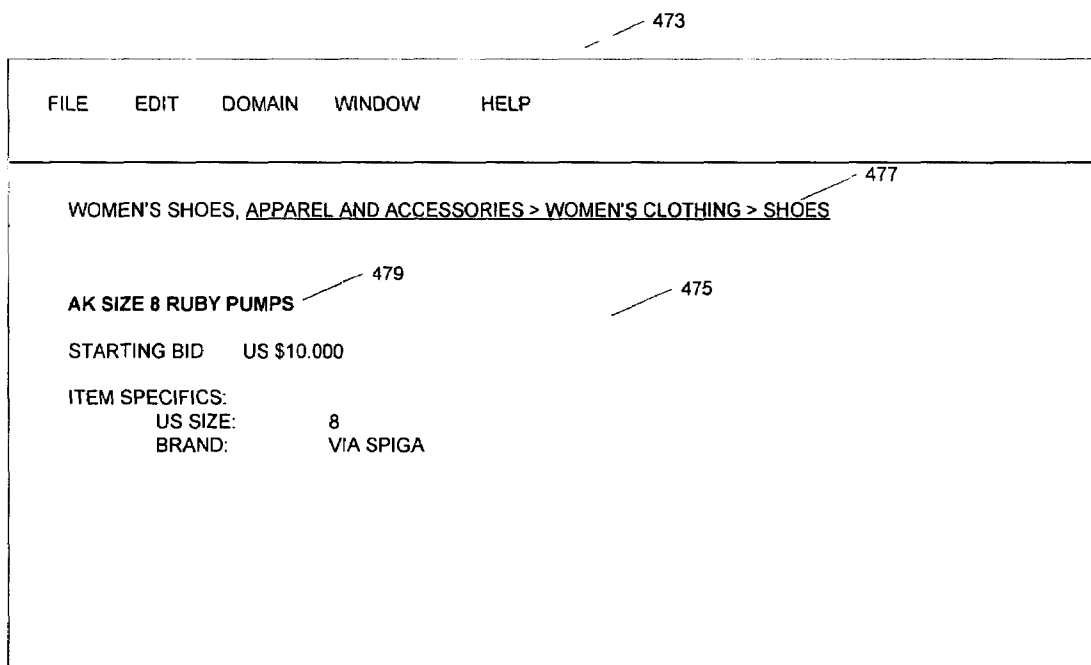 473
FILE EDIT DOMAIN WINDOW HELP
477
WOMEN'S SHOES, APPAREL AND ACCESSORIES > WOMEN'S CLOTHING > SHOES
479
475
AK SIZE 8 RUBY PUMPS
STARTING BID US $10.000
ITEM SPECIFICS:
US SIZE: 8
BRAND: VIA SPIGA